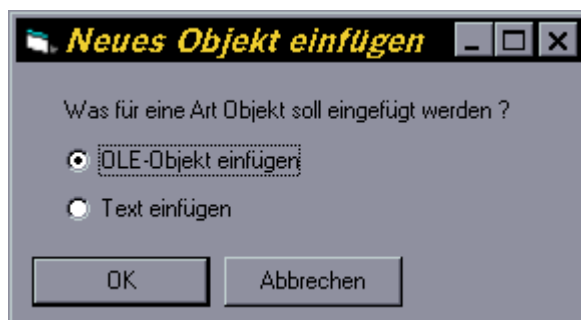 Neues Objekt einfügen
Was für eine Art Objekt soll eingefügt werden ?
OLE-Objekt einfügen
Text einfügen
OK Abbrechen